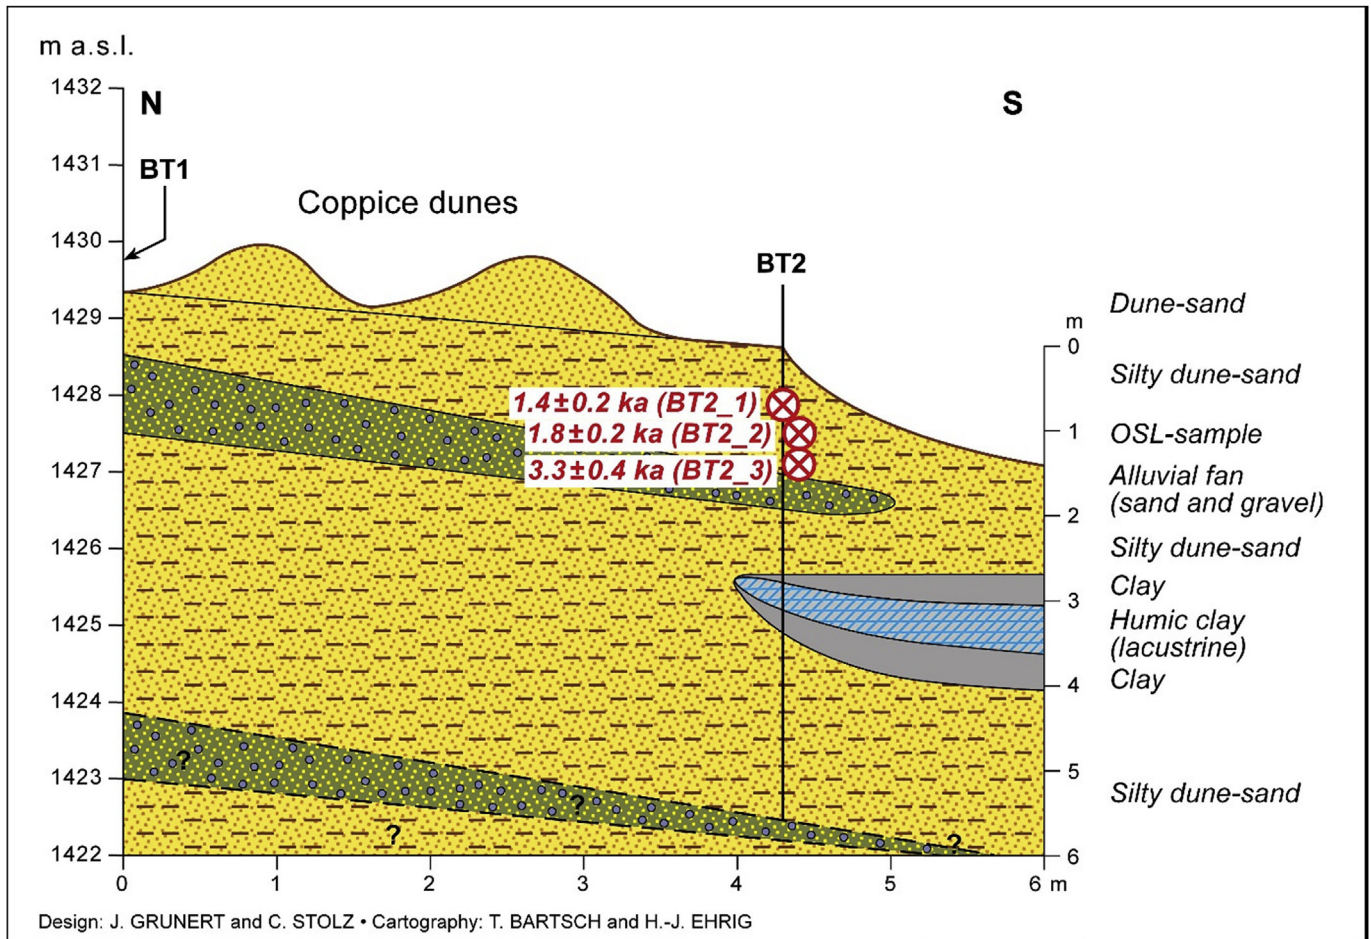 m a.s.l.
1432
N
S
1431
BT1
Coppice dunes
1430
BT2
Dune-sand
1429
m
0
Silty dune-sand
1428
1.4±0.2 ka (BT2_1)
1.8±0.2 ka (BT2_2)
1
OSL-sample
1427
3.3±0.4 ka (BT2_3)
Alluvial fan
(sand and gravel)
2
1426
Silty dune-sand
Clay
3
1425
Humic clay
(lacustrine)
Clay
4
1424
?
1423
5
Silty dune-sand
?
?
?
1422
6
0
1
2
3
4
5
6 m
Design: J. GRUNERT and C. STOLZ • Cartography: T. BARTSCH and H.-J. EHRIG